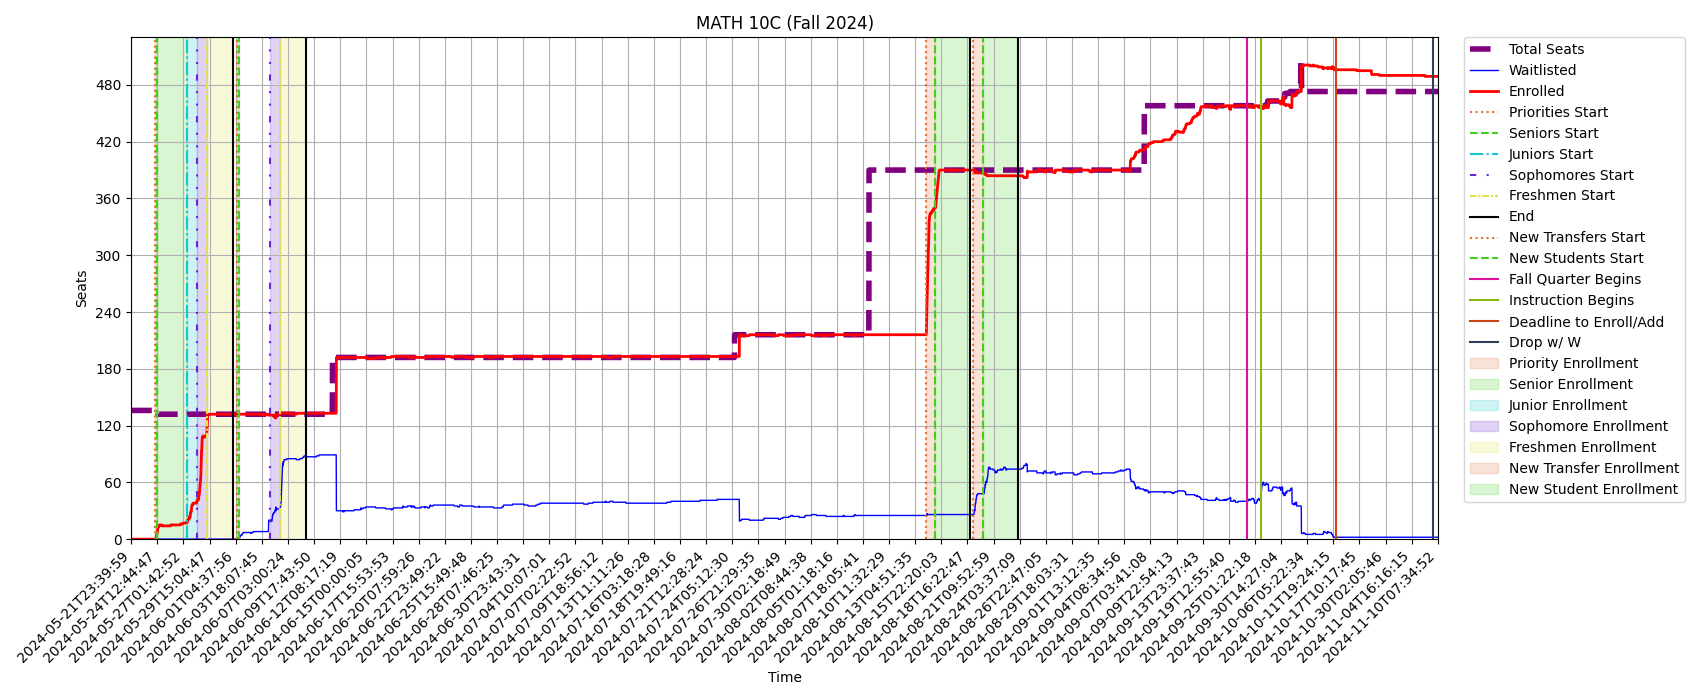 MATH 10C (Fall 2024)
Seats
480
420
360
300
240
180
120
60
0
2024-05-21T23:39:59
2024-05-24T12:44:47
2024-05-27T01:42:52
2024-05-29T15:04:47
2024-06-01T04:37:56
2024-06-03T18:07:45
2024-06-07T03:00:24
2024-06-09T17:43:50
2024-06-12T08:17:19
2024-06-15T00:00:05
2024-06-17T15:53:53
2024-06-20T07:59:26
2024-06-22T23:49:22
2024-06-25T15:49:48
2024-06-28T07:46:25
2024-06-30T23:43:31
2024-07-04T10:07:01
2024-07-07T02:22:52
2024-07-09T18:56:12
2024-07-13T11:11:26
2024-07-16T03:18:28
2024-07-18T19:49:16
2024-07-21T12:28:24
2024-07-24T05:12:30
2024-07-26T21:29:35
2024-07-30T02:18:49
2024-08-02T18:44:38
2024-08-05T01:18:16
2024-08-07T18:05:41
2024-08-10T11:32:29
2024-08-13T04:51:35
2024-08-15T22:20:03
2024-08-18T16:22:47
2024-08-21T09:52:59
2024-08-24T03:37:09
2024-08-26T22:47:05
2024-08-29T18:03:31
2024-09-01T13:12:35
2024-09-04T08:34:56
2024-09-07T03:41:08
2024-09-09T22:54:13
2024-09-13T23:37:43
2024-09-19T12:55:40
2024-09-25T01:22:18
2024-09-30T14:27:04
2024-10-06T05:22:34
2024-10-11T19:24:15
2024-10-17T10:17:45
2024-10-30T02:05:46
2024-11-04T16:16:15
2024-11-10T07:34:52
Time
Total Seats
Waitlisted
Enrolled
Priorities Start
Seniors Start
Juniors Start
Sophomores Start
Freshmen Start
End
New Transfers Start
New Students Start
Fall Quarter Begins
Instruction Begins
Deadline to Enroll/Add
Drop w/ W
Priority Enrollment
Senior Enrollment
Junior Enrollment
Sophomore Enrollment
Freshmen Enrollment
New Transfer Enrollment
New Student Enrollment